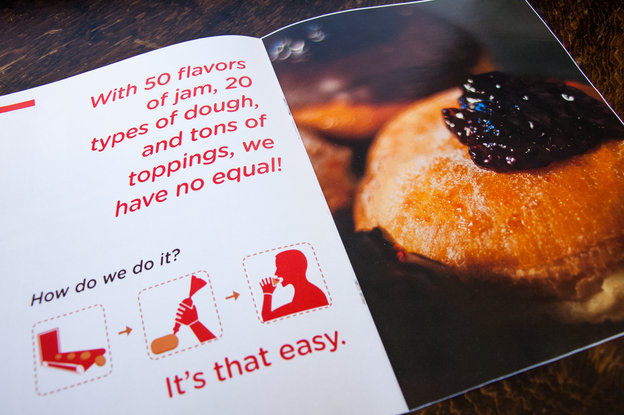 With 50 flavors
of jam, 20
types of dough,
and tons of
toppings, we
have no equal!
How do we do it?
It's that easy.